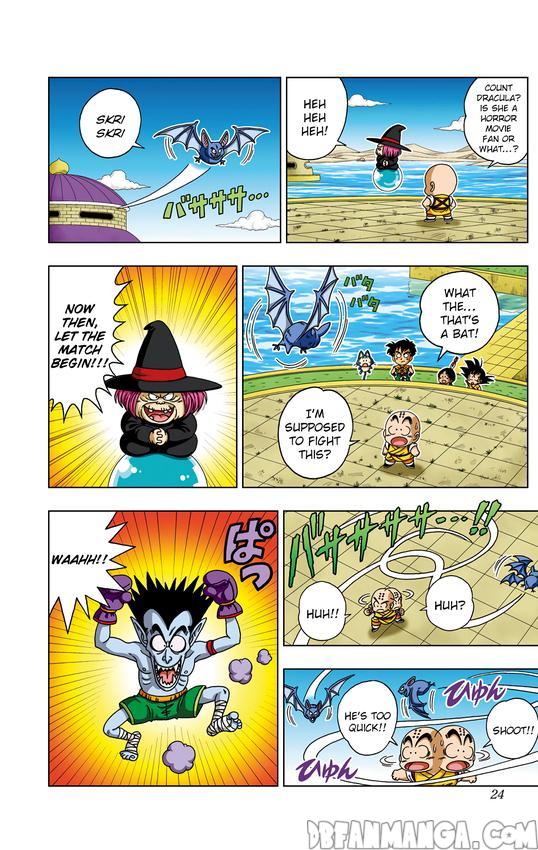 COUNT
DRACULA?
IS SHE A
HORROR
MOVIE
FAN OR
WHAT...?
HEH
HEH
HEH!
SKR!
SKR!
バサササ…
WHAT
THE...
THAT'S
A BAT!
バタ
バタ
I'M
SUPPOSED
TO FIGHT
THIS?
NOW
THEN,
LET THE
MATCH
BEGIN!!!
バサササササ…!!
HUH?
HUH!!
SHOOT!!
ひゅん
HE'S TOO
QUICK!!
ひゅん
ぱっ
WAAHH!!
24
DBFANMANGA.COM